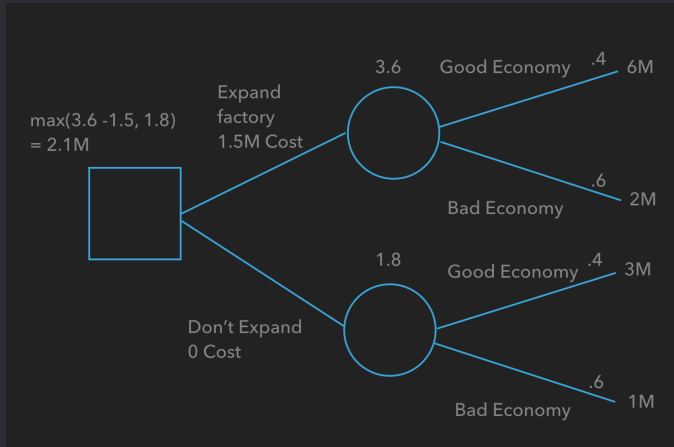 max(3.6 -1.5, 1.8)
= 2.1M
Expand
factory
1.5M Cost
3.6
Good Economy
.4
6M
.6
2M
Bad Economy
Don’t Expand
0 Cost
1.8
Good Economy
.4
3M
.6
1M
Bad Economy